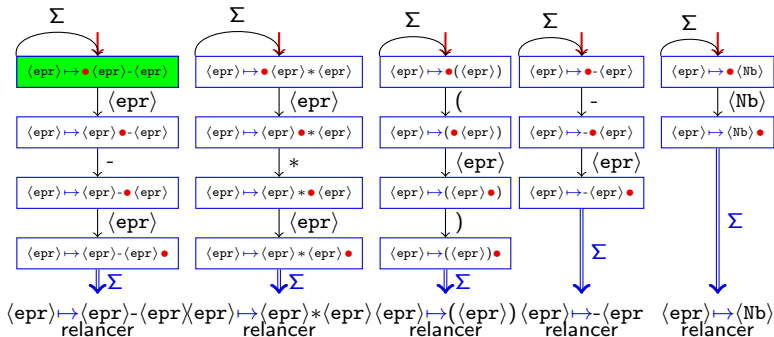 Σ Σ Σ Σ Σ
⟨epr⟩↦●⟨epr⟩-⟨epr⟩ ⟨epr⟩↦●⟨epr⟩*⟨epr⟩ ⟨epr⟩↦●(⟨epr⟩) ⟨epr⟩↦●-⟨epr⟩ ⟨epr⟩↦●⟨Nb⟩
⟨epr⟩ ⟨epr⟩ ( - ⟨Nb⟩
⟨epr⟩↦⟨epr⟩●-⟨epr⟩ ⟨epr⟩↦⟨epr⟩●*⟨epr⟩ ⟨epr⟩↦(●⟨epr⟩) ⟨epr⟩↦-●⟨epr⟩ ⟨epr⟩↦⟨Nb⟩●
- * ⟨epr⟩ ⟨epr⟩
⟨epr⟩↦⟨epr⟩-●⟨epr⟩ ⟨epr⟩↦⟨epr⟩*●⟨epr⟩ ⟨epr⟩↦(⟨epr⟩●) ⟨epr⟩↦-⟨epr⟩●
⟨epr⟩ ⟨epr⟩ ) Σ Σ
⟨epr⟩↦⟨epr⟩-⟨epr⟩● ⟨epr⟩↦⟨epr⟩*⟨epr⟩● ⟨epr⟩↦(⟨epr⟩)●
Σ Σ Σ
⟨epr⟩↦⟨epr⟩-⟨epr⟩ ⟨epr⟩↦⟨epr⟩*⟨epr⟩ ⟨epr⟩↦(⟨epr⟩) ⟨epr⟩↦-⟨epr ⟨epr⟩↦⟨Nb⟩
relancer relancer relancer relancer relancer